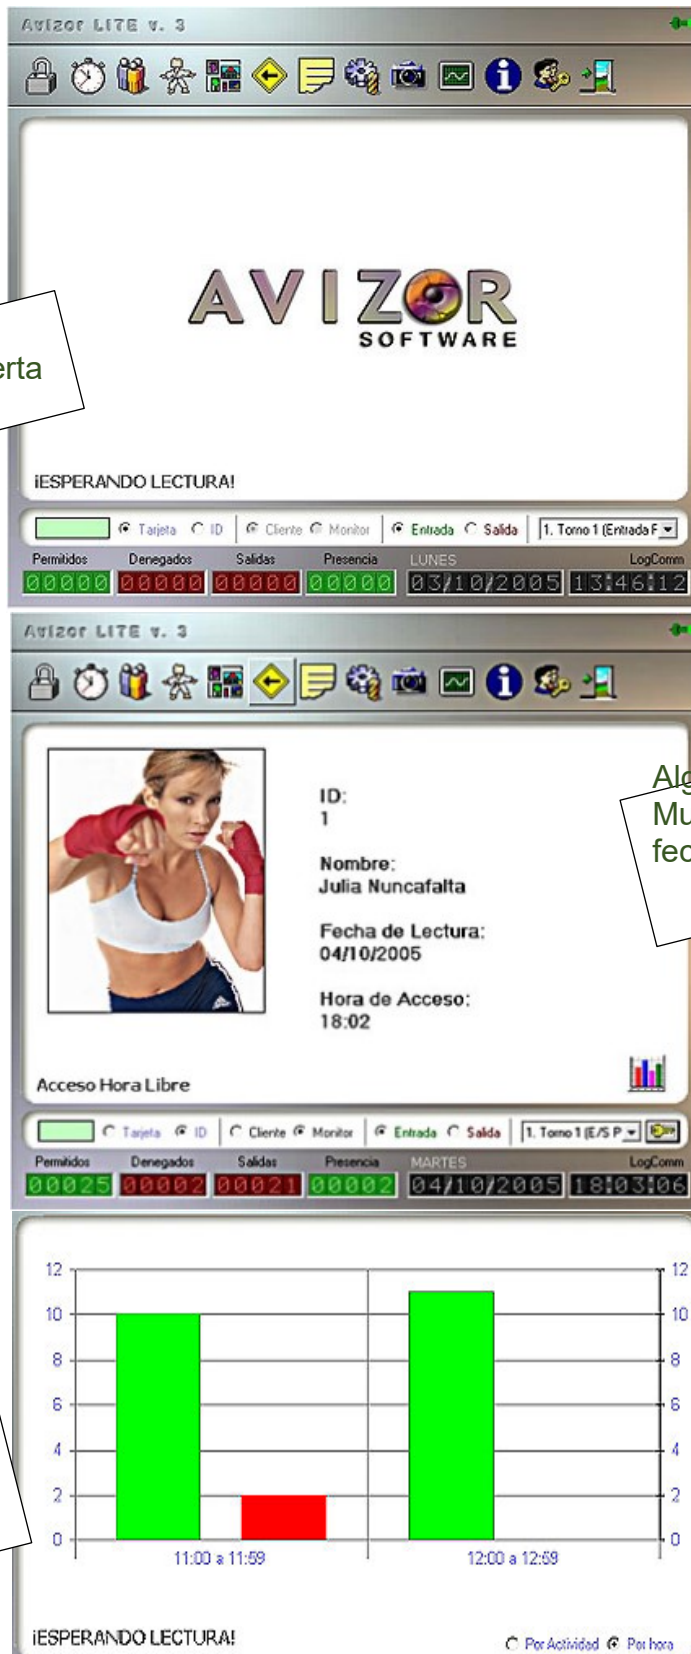 Avizor LITE v. 3
AVIZOR
SOFTWARE
erta
¡ESPERANDO LECTURA!
Tarjeta ID Cliente Monitor Entrada Salida 1. Torno 1 (Entrada F
Permitidos Denegados Salidas Presencia LUNES LogComm
00000 00000 00000 00000 03/10/2005 13:46:12
Avizor LITE v. 3
ID:
1
Nombre:
Julia Nuncafalta
Fecha de Lectura:
04/10/2005
Hora de Acceso:
18:02
Alg
Mu
fec
Acceso Hora Libre
Tarjeta ID Cliente Monitor Entrada Salida 1. Torno 1 (E/S P
Permitidos Denegados Salidas Presencia MARTES LogComm
00025 00002 00021 00002 04/10/2005 18:03:06
12 12
10 10
8 8
6 6
4 4
2 2
0 0
11:00 a 11:59 12:00 a 12:59
¡ESPERANDO LECTURA!
Por Actividad Por hora